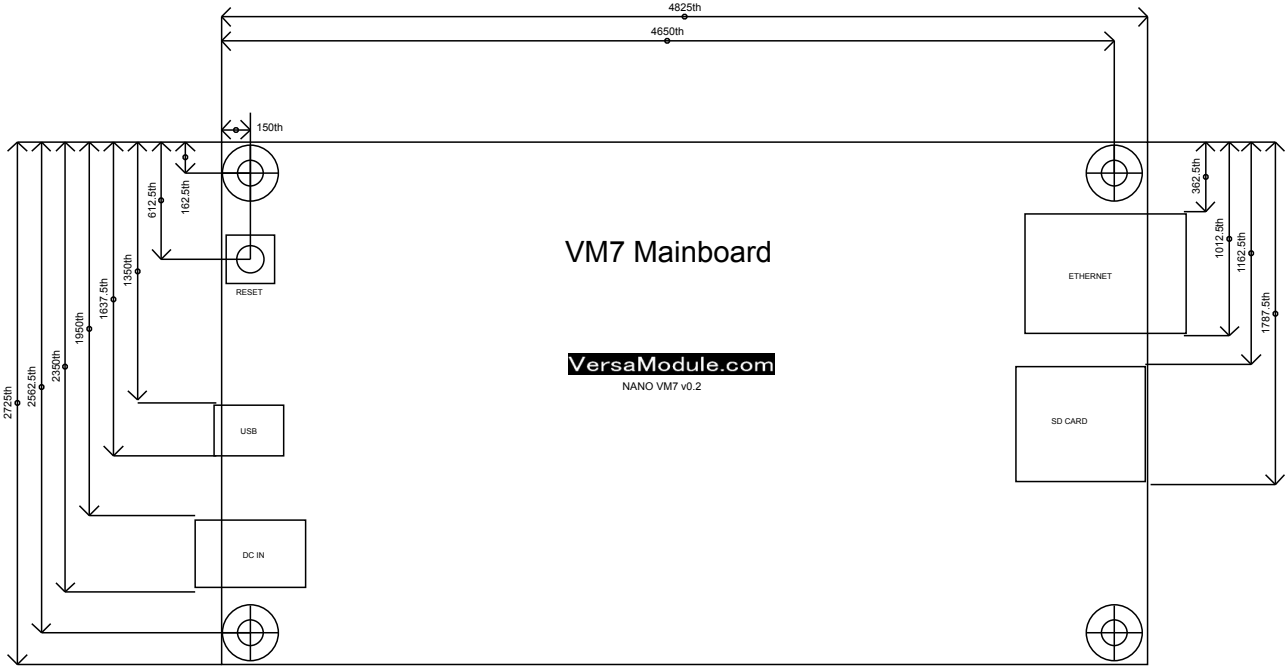 4825th
4650th
150th
162.5th
612.5th
1350th
1637.5th
1950th
2350th
2562.5th
2725th
362.5th
1012.5th
1162.5th
1787.5th
VM7 Mainboard
RESET
ETHERNET
VersaModule.com
NANO VM7 v0.2
USB
SD CARD
DC IN